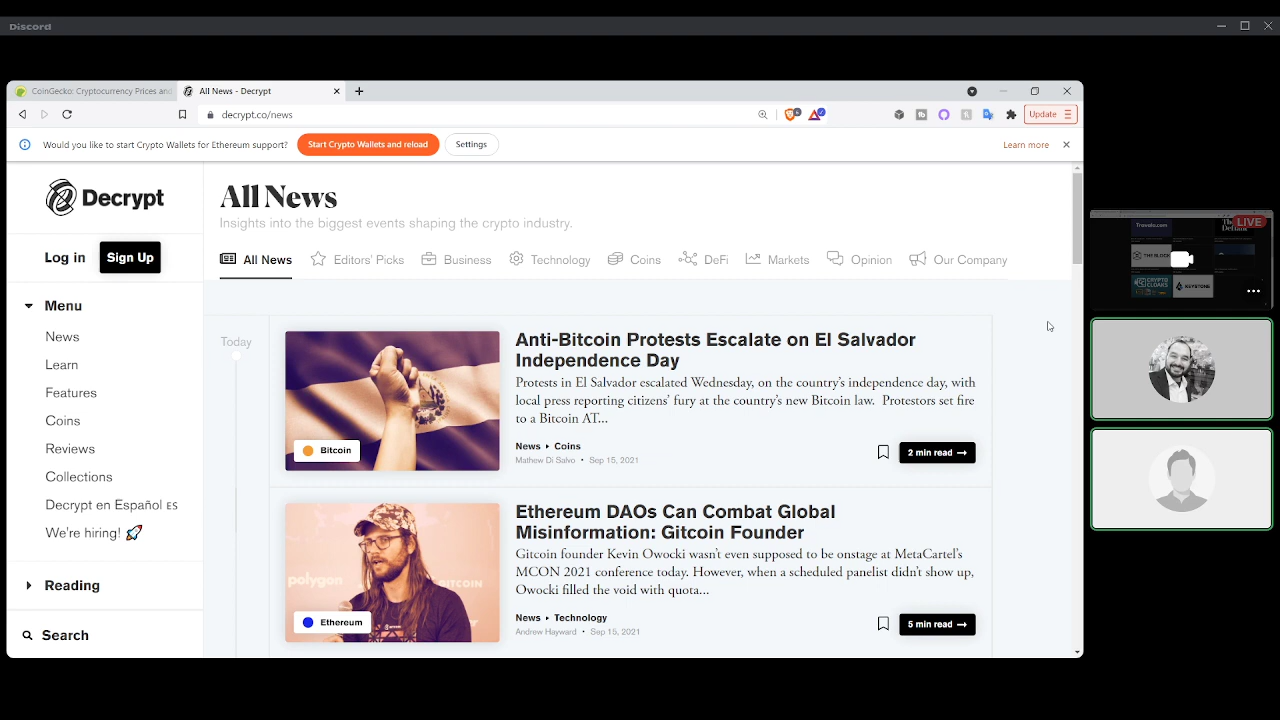 Discord
CoinGecko: Cryptocurrency Prices and
All News - Decrypt
decrypt.co/news
Update
Would you like to start Crypto Wallets for Ethereum support?
Start Crypto Wallets and reload
Settings
Learn more
Decrypt
Log in
Sign Up
Menu
News
Learn
Features
Coins
Reviews
Collections
Decrypt en Español ES
We're hiring! 🚀
Reading
Search
All News
Insights into the biggest events shaping the crypto industry.
All News
Editors' Picks
Business
Technology
Coins
DeFi
Markets
Opinion
Our Company
Today
Bitcoin
Anti-Bitcoin Protests Escalate on El Salvador
Independence Day
Protests in El Salvador escalated Wednesday, on the country's independence day, with
local press reporting citizens' fury at the country's new Bitcoin law. Protestors set fire
to a Bitcoin AT...
News ▸ Coins
Mathew Di Salvo • Sep 15, 2021
2 min read →
polygon
BITCOIN
Ethereum
Ethereum DAOs Can Combat Global
Misinformation: Gitcoin Founder
Gitcoin founder Kevin Owocki wasn't even supposed to be onstage at MetaCartel's
MCON 2021 conference today. However, when a scheduled panelist didn't show up,
Owocki filled the void with quota...
News ▸ Technology
Andrew Hayward • Sep 15, 2021
5 min read →
LIVE
Travala.com
THE BLOCK
CRYPTO
CLOAKS
KEYSTONE